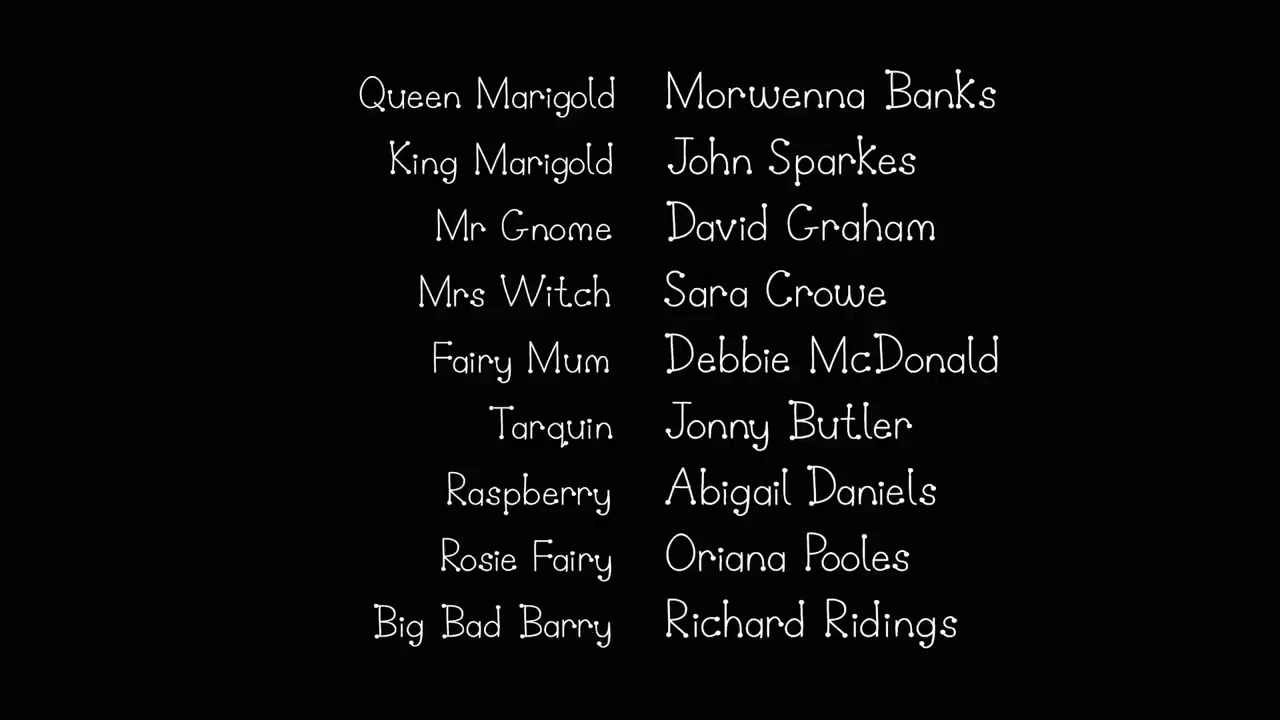 Queen Marigold Morwenna Banks
King Marigold John Sparkes
Mr Gnome David Graham
Mrs Witch Sara Crowe
Fairy Mum Debbie McDonald
Tarquin Jonny Butler
Raspberry Abigail Daniels
Rosie Fairy Oriana Pooles
Big Bad Barry Richard Ridings